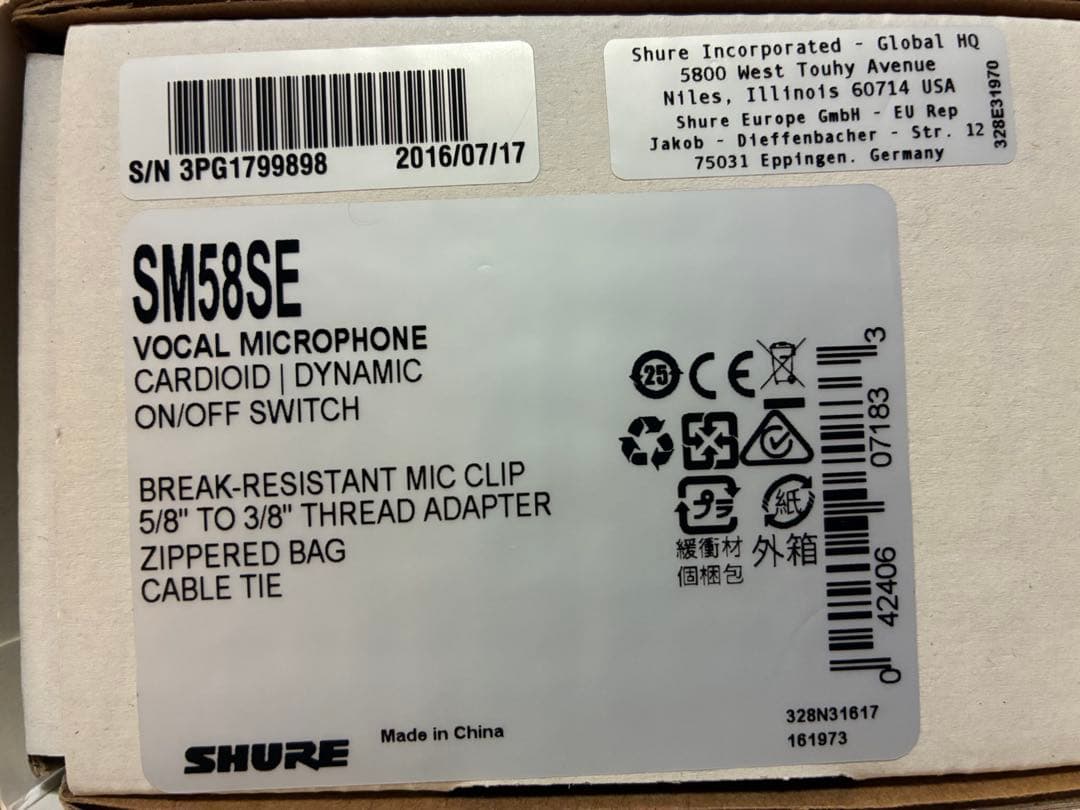 S/N 3PG1799898 2016/07/17
Shure Incorporated - Global HQ
5800 West Touhy Avenue
Niles, Illinois 60714 USA
Shure Europe GmbH - EU Rep
Jakob - Dieffenbacher - Str. 12
75031 Eppingen. Germany
328E31970
SM58SE
VOCAL MICROPHONE
CARDIOID | DYNAMIC
ON/OFF SWITCH
BREAK-RESISTANT MIC CLIP
5/8" TO 3/8" THREAD ADAPTER
ZIPPERED BAG
CABLE TIE
25 CE
プラ 紙
緩衝材 外箱
個梱包
0 42406 07183 3
328N31617
161973
SHURE Made in China